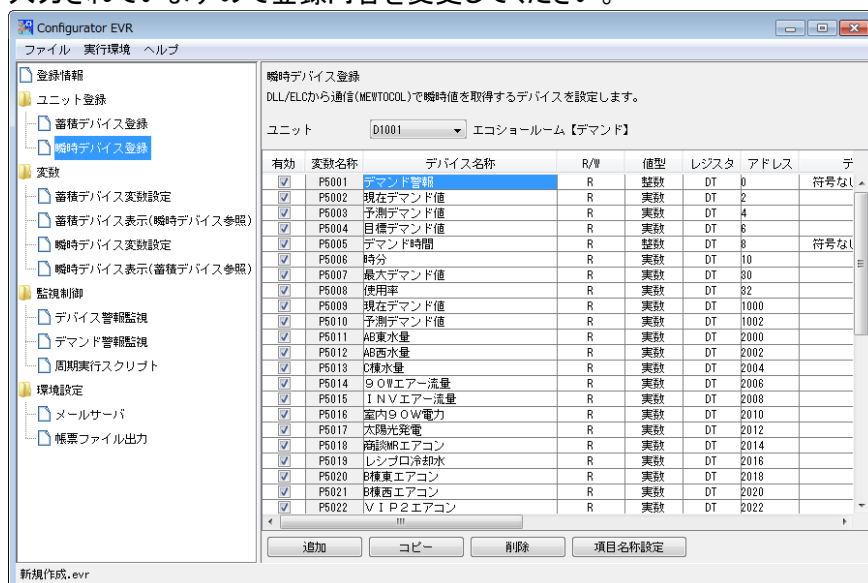 入力されていますので登録内容を変更してください。
Configurator EVR
ファイル 実行環境 ヘルプ
登録情報
ユニット登録
蓄積デバイス登録
瞬時デバイス登録
変数
蓄積デバイス変数設定
蓄積デバイス表示(瞬時デバイス参照)
瞬時デバイス変数設定
瞬時デバイス表示(蓄積デバイス参照)
監視制御
デバイス警報監視
デマンド警報監視
周期実行スクリプト
環境設定
メールサーバ
帳票ファイル出力
瞬時デバイス登録
DLL/ELCから通信(MEWTOCOL)で瞬時値を取得するデバイスを設定します。
ユニット D1001 エコショールーム【デマンド】
有効 変数名称 デバイス名称 R/W 値型 レジスタ アドレス デ
P5001 デマンド警報 R 整数 DT 0 符号なし
P5002 現在デマンド値 R 実数 DT 2
P5003 予測デマンド値 R 実数 DT 4
P5004 目標デマンド値 R 実数 DT 6
P5005 デマンド時間 R 整数 DT 8 符号なし
P5006 時分 R 実数 DT 10
P5007 最大デマンド値 R 実数 DT 30
P5008 使用率 R 実数 DT 32
P5009 現在デマンド値 R 実数 DT 1000
P5010 予測デマンド値 R 実数 DT 1002
P5011 AB東水量 R 実数 DT 2000
P5012 AB西水量 R 実数 DT 2002
P5013 C棟水量 R 実数 DT 2004
P5014 90Wエアー流量 R 実数 DT 2006
P5015 INVエアー流量 R 実数 DT 2008
P5016 室内90W電力 R 実数 DT 2010
P5017 太陽光発電 R 実数 DT 2012
P5018 商談MRエアコン R 実数 DT 2014
P5019 レシプロ冷却水 R 実数 DT 2016
P5020 B棟東エアコン R 実数 DT 2018
P5021 B棟西エアコン R 実数 DT 2020
P5022 VIP2エアコン R 実数 DT 2022
追加 コピー 削除 項目名称設定
新規作成.evr